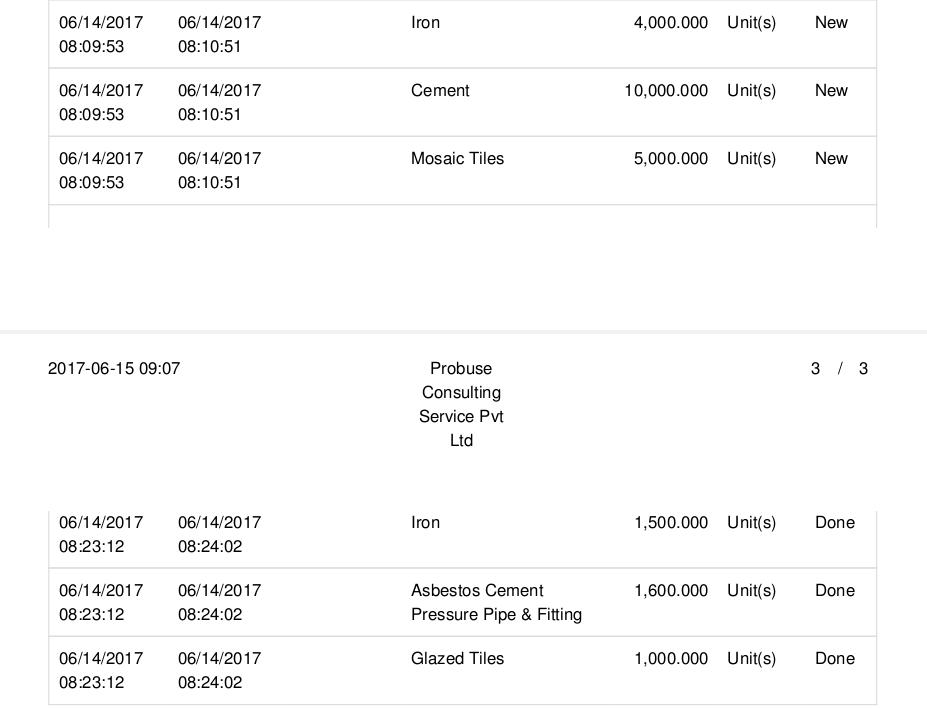 06/14/2017 06/14/2017 Iron 4,000.000 Unit(s) New
08:09:53 08:10:51
06/14/2017 06/14/2017 Cement 10,000.000 Unit(s) New
08:09:53 08:10:51
06/14/2017 06/14/2017 Mosaic Tiles 5,000.000 Unit(s) New
08:09:53 08:10:51
2017-06-15 09:07 Probuse 3 / 3
Consulting
Service Pvt
Ltd
06/14/2017 06/14/2017 Iron 1,500.000 Unit(s) Done
08:23:12 08:24:02
06/14/2017 06/14/2017 Asbestos Cement 1,600.000 Unit(s) Done
08:23:12 08:24:02 Pressure Pipe & Fitting
06/14/2017 06/14/2017 Glazed Tiles 1,000.000 Unit(s) Done
08:23:12 08:24:02